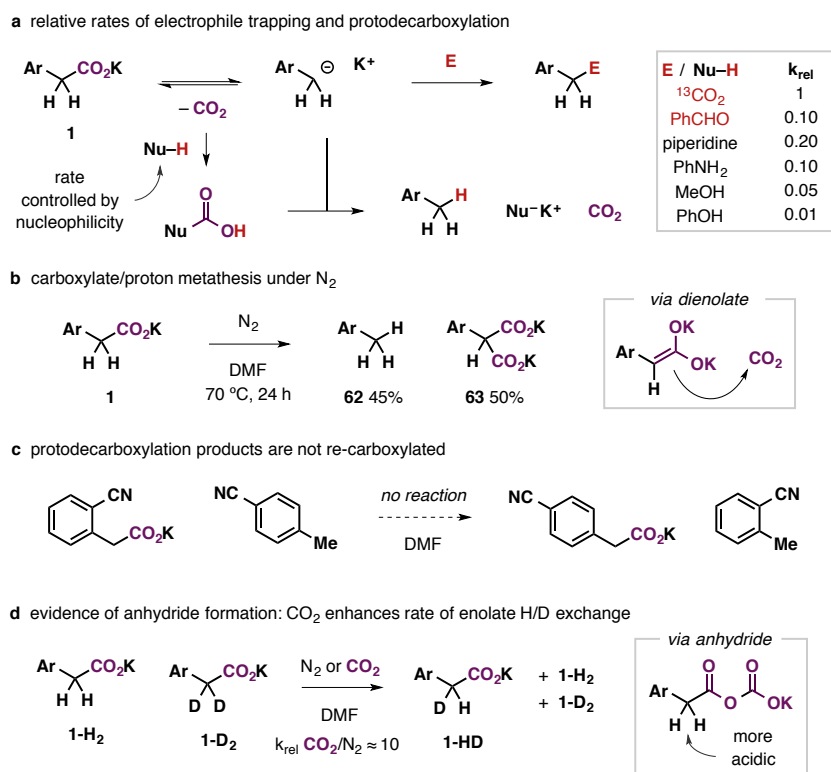 a relative rates of electrophile trapping and protodecarboxylation
Ar CO₂K
H H
1
– CO₂
Ar ⊖ K⁺
H H
E
Ar E
H H
Nu–H
rate
controlled by
nucleophilicity
O
Nu OH
Ar H
H H
Nu⁻K⁺ CO₂
E / Nu–H k_rel
¹³CO₂ 1
PhCHO 0.10
piperidine 0.20
PhNH₂ 0.10
MeOH 0.05
PhOH 0.01
b carboxylate/proton metathesis under N₂
Ar CO₂K
H H
1
N₂
DMF
70 ºC, 24 h
Ar H
H H
62 45%
Ar CO₂K
H CO₂K
63 50%
via dienolate
OK
Ar OK
H
CO₂
c protodecarboxylation products are not re-carboxylated
CN
CO₂K
NC
Me
no reaction
DMF
NC
CO₂K
CN
Me
d evidence of anhydride formation: CO₂ enhances rate of enolate H/D exchange
Ar CO₂K
H H
1-H₂
Ar CO₂K
D D
1-D₂
N₂ or CO₂
DMF
k_rel CO₂/N₂ ≈ 10
Ar CO₂K
D H
1-HD
+ 1-H₂
+ 1-D₂
via anhydride
O O
Ar O OK
H H
more
acidic